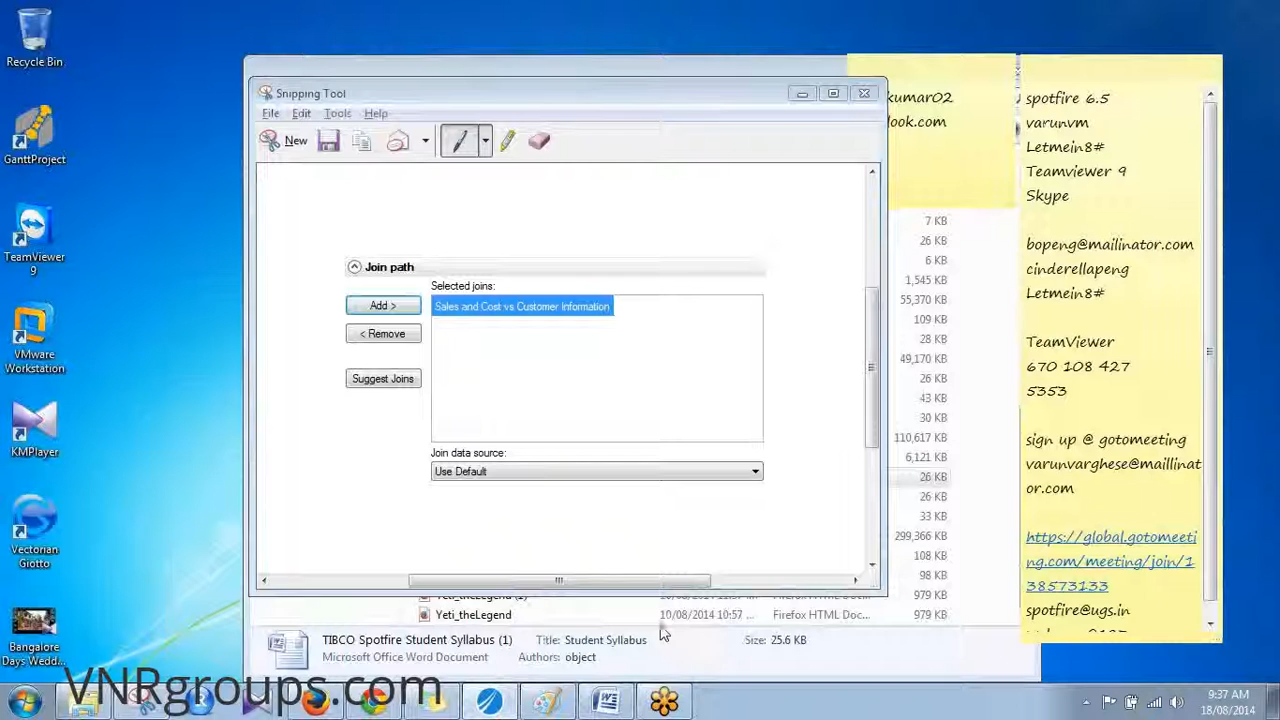 Recycle Bin
GanttProject
TeamViewer
9
VMware
Workstation
KMPlayer
Vectorian
Giotto
Bangalore
Days Wedd...
Snipping Tool
File Edit Tools Help
New
Join path
Selected joins:
Add >
Sales and Cost vs Customer Information
< Remove
Suggest Joins
Join data source:
Use Default
kumar02
look.com
7 KB
26 KB
6 KB
1,545 KB
55,370 KB
109 KB
28 KB
49,170 KB
26 KB
43 KB
30 KB
110,617 KB
6,121 KB
26 KB
26 KB
33 KB
299,366 KB
108 KB
98 KB
979 KB
Yeti_theLegend 10/08/2014 10:57 ... Firefox HTML Doc... 979 KB
TIBCO Spotfire Student Syllabus (1) Title: Student Syllabus Size: 25.6 KB
Microsoft Office Word Document Authors: object
spotfire 6.5
varunvm
Letmein8#
Teamviewer 9
Skype
bopeng@mailinator.com
cinderellapeng
Letmein8#
TeamViewer
670 108 427
5353
sign up @ gotomeeting
varunvarghese@maillinat
or.com
https://global.gotomeeti
ng.com/meeting/join/1
38573133
spotfire@ugs.in
VNRgroups.com
9:37 AM
18/08/2014